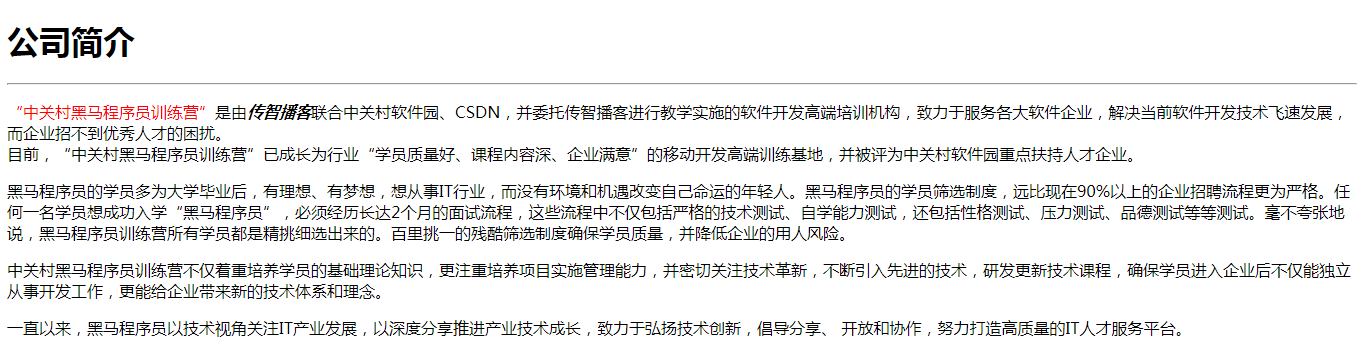 公司简介
“中关村黑马程序员训练营”是由传智播客联合中关村软件园、CSDN，并委托传智播客进行教学实施的软件开发高端培训机构，致力于服务各大软件企业，解决当前软件开发技术飞速发展，
而企业招不到优秀人才的困扰。
目前，“中关村黑马程序员训练营”已成长为行业“学员质量好、课程内容深、企业满意”的移动开发高端训练基地，并被评为中关村软件园重点扶持人才企业。
黑马程序员的学员多为大学毕业后，有理想、有梦想，想从事IT行业，而没有环境和机遇改变自己命运的年轻人。黑马程序员的学员筛选制度，远比现在90%以上的企业招聘流程更为严格。任
何一名学员想成功入学“黑马程序员”，必须经历长达2个月的面试流程，这些流程中不仅包括严格的技术测试、自学能力测试，还包括性格测试、压力测试、品德测试等等测试。毫不夸张地
说，黑马程序员训练营所有学员都是精挑细选出来的。百里挑一的残酷筛选制度确保学员质量，并降低企业的用人风险。
中关村黑马程序员训练营不仅着重培养学员的基础理论知识，更注重培养项目实施管理能力，并密切关注技术革新，不断引入先进的技术，研发更新技术课程，确保学员进入企业后不仅能独立
从事开发工作，更能给企业带来新的技术体系和理念。
一直以来，黑马程序员以技术视角关注IT产业发展，以深度分享推进产业技术成长，致力于弘扬技术创新，倡导分享、 开放和协作，努力打造高质量的IT人才服务平台。